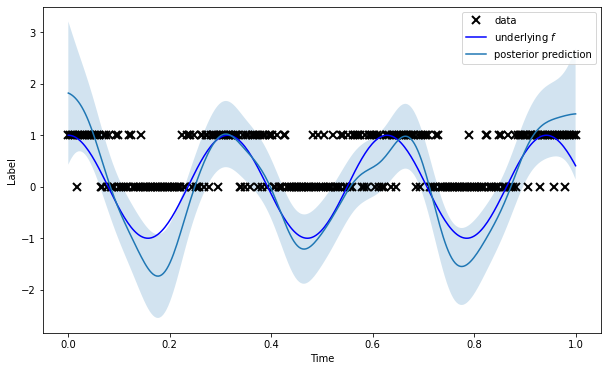 data
underlying f
posterior prediction
3
2
1
0
−1
−2
Label
0.0 0.2 0.4 0.6 0.8 1.0
Time